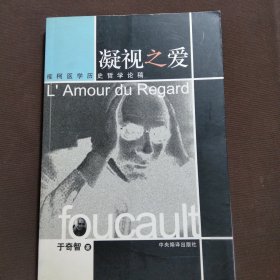 凝视之爱
福柯医学历史哲学论稿
L' Amour du Regard
foucault
于奇智 著
中央编译出版社